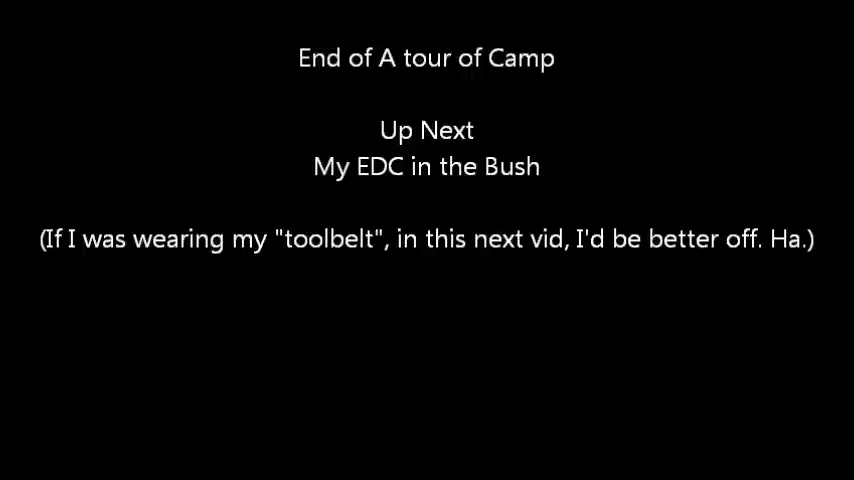 End of A tour of Camp
Up Next
My EDC in the Bush
(If I was wearing my "toolbelt", in this next vid, I'd be better off. Ha.)